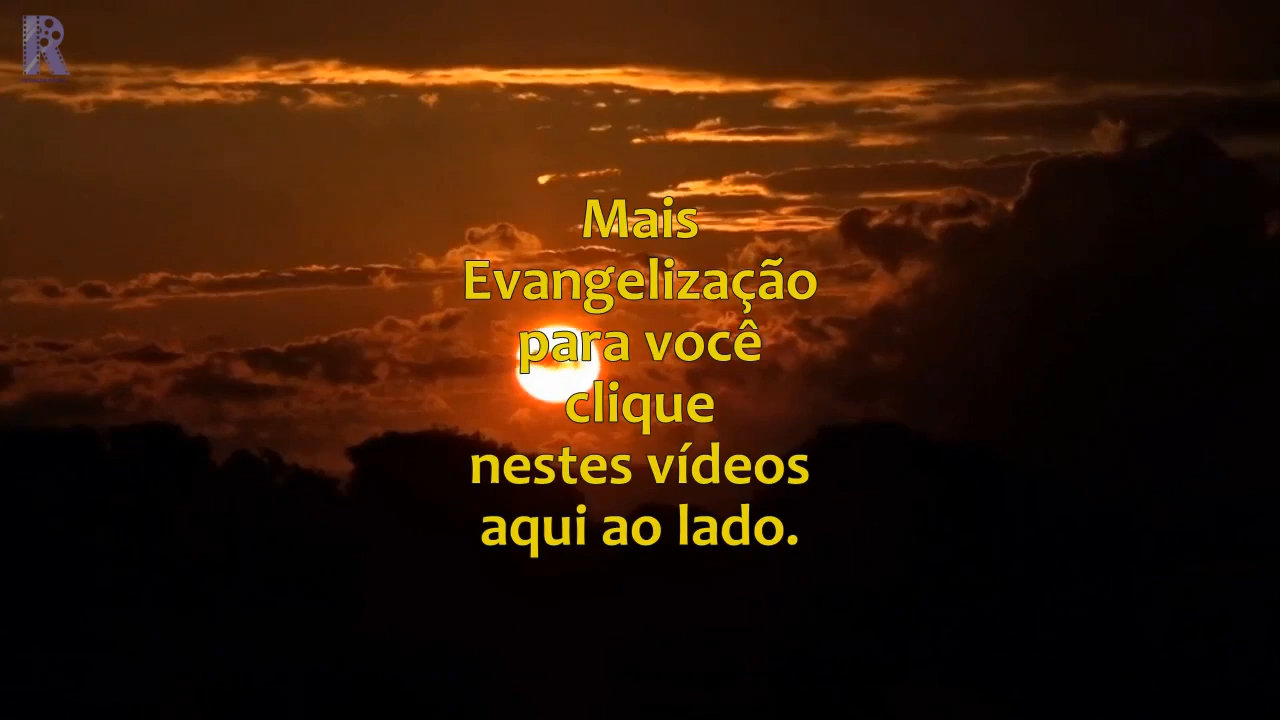 R
Mais
Evangelização
para você
clique
nestes vídeos
aqui ao lado.